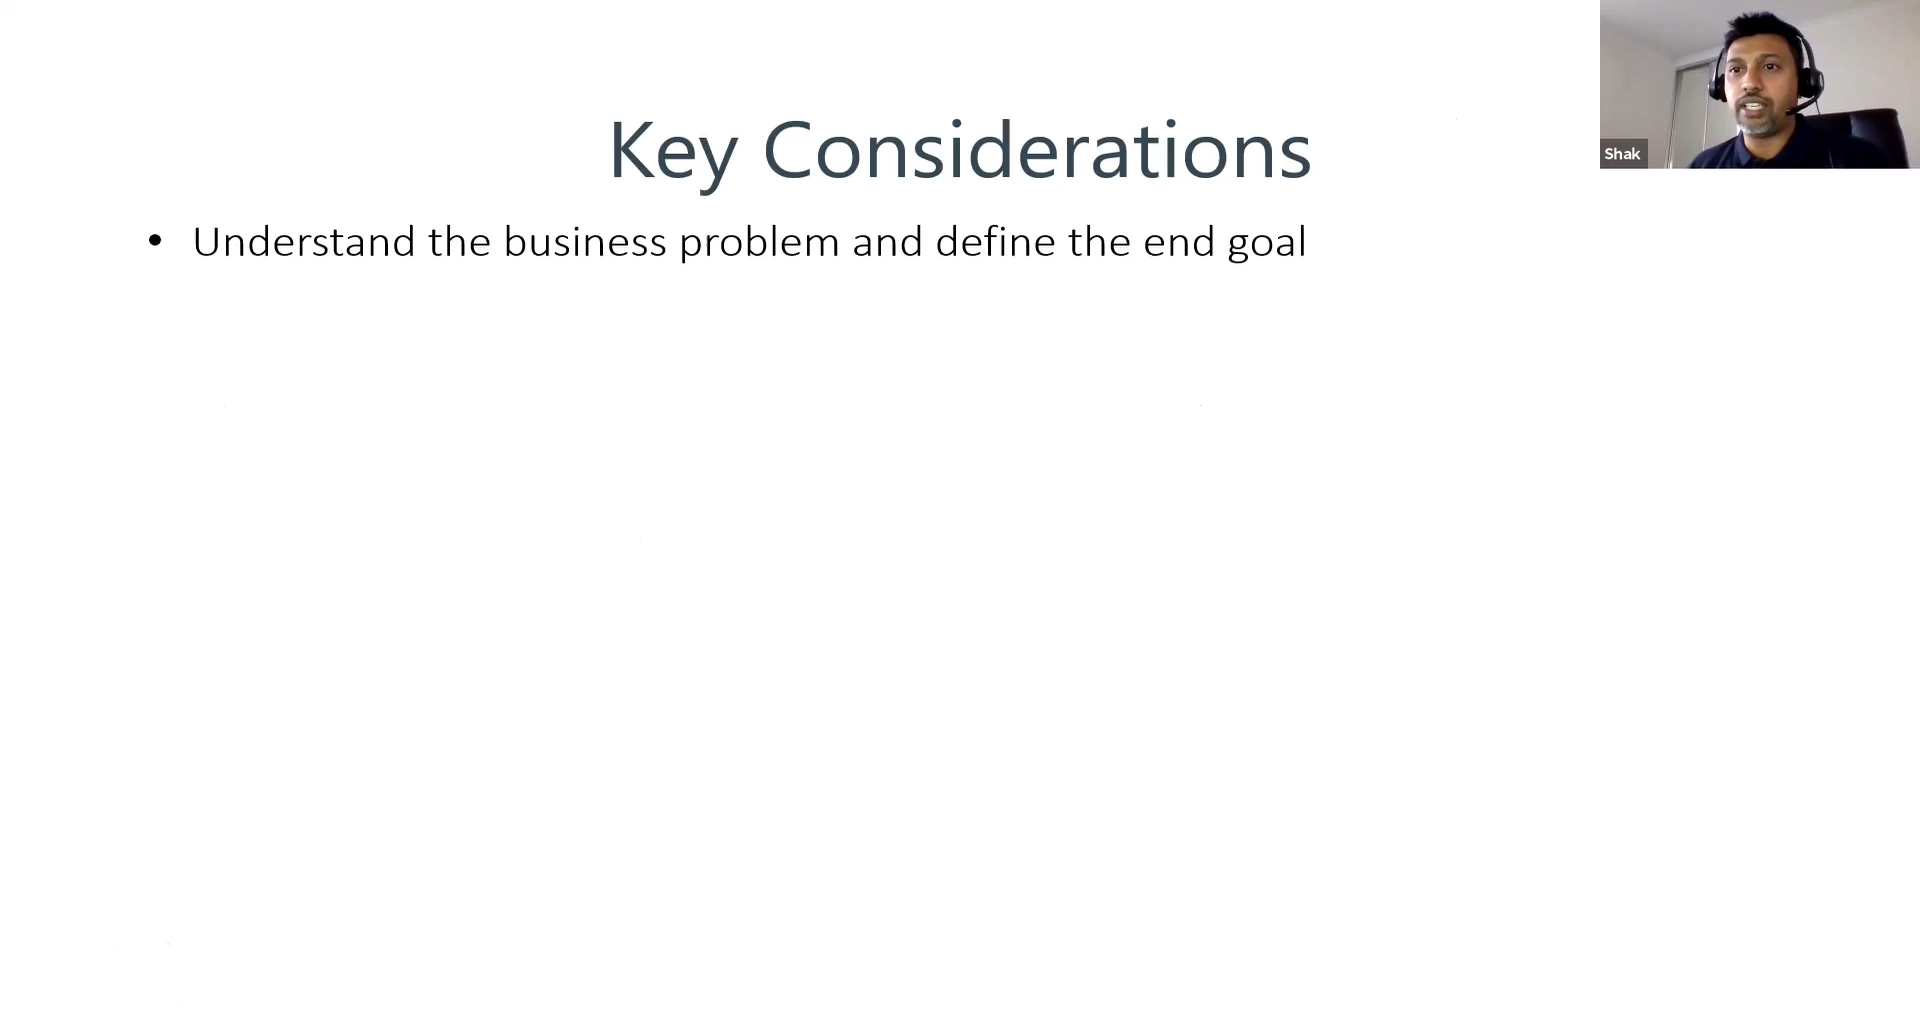 Key Considerations
Shak
• Understand the business problem and define the end goal